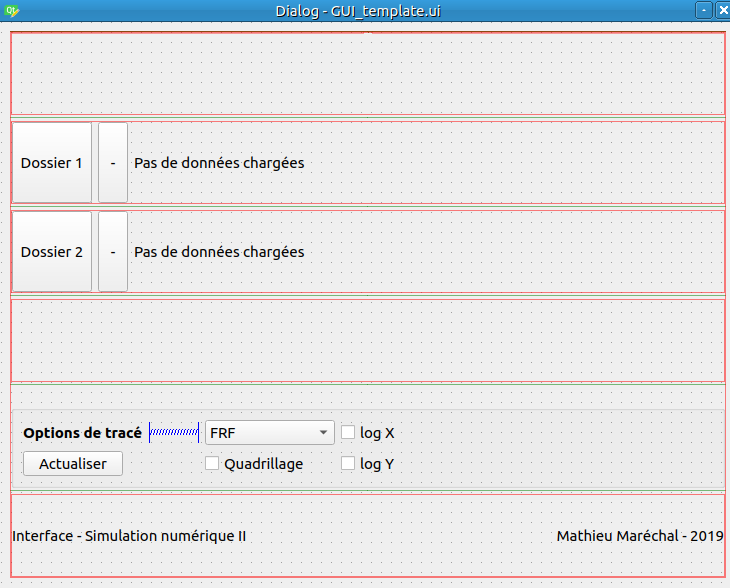 Dialog - GUI_template.ui
Dossier 1 - Pas de données chargées
Dossier 2 - Pas de données chargées
Options de tracé FRF log X
Actualiser Quadrillage log Y
Interface - Simulation numérique II Mathieu Maréchal - 2019